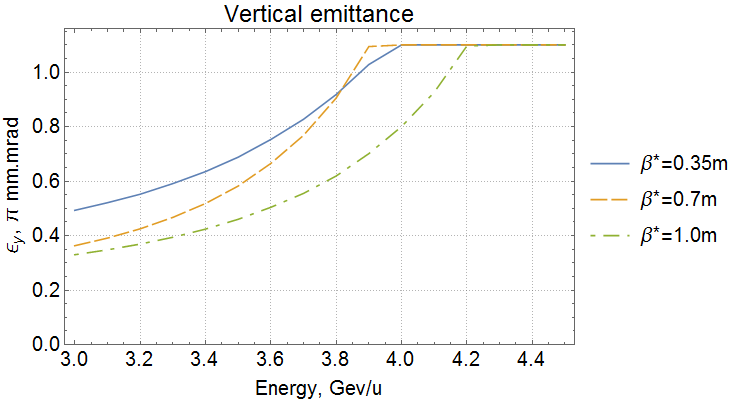 Vertical emittance
ϵy, π mm.mrad
1.0
0.8
0.6
0.4
0.2
0.0
3.0 3.2 3.4 3.6 3.8 4.0 4.2 4.4
Energy, Gev/u
β*=0.35m
β*=0.7m
β*=1.0m